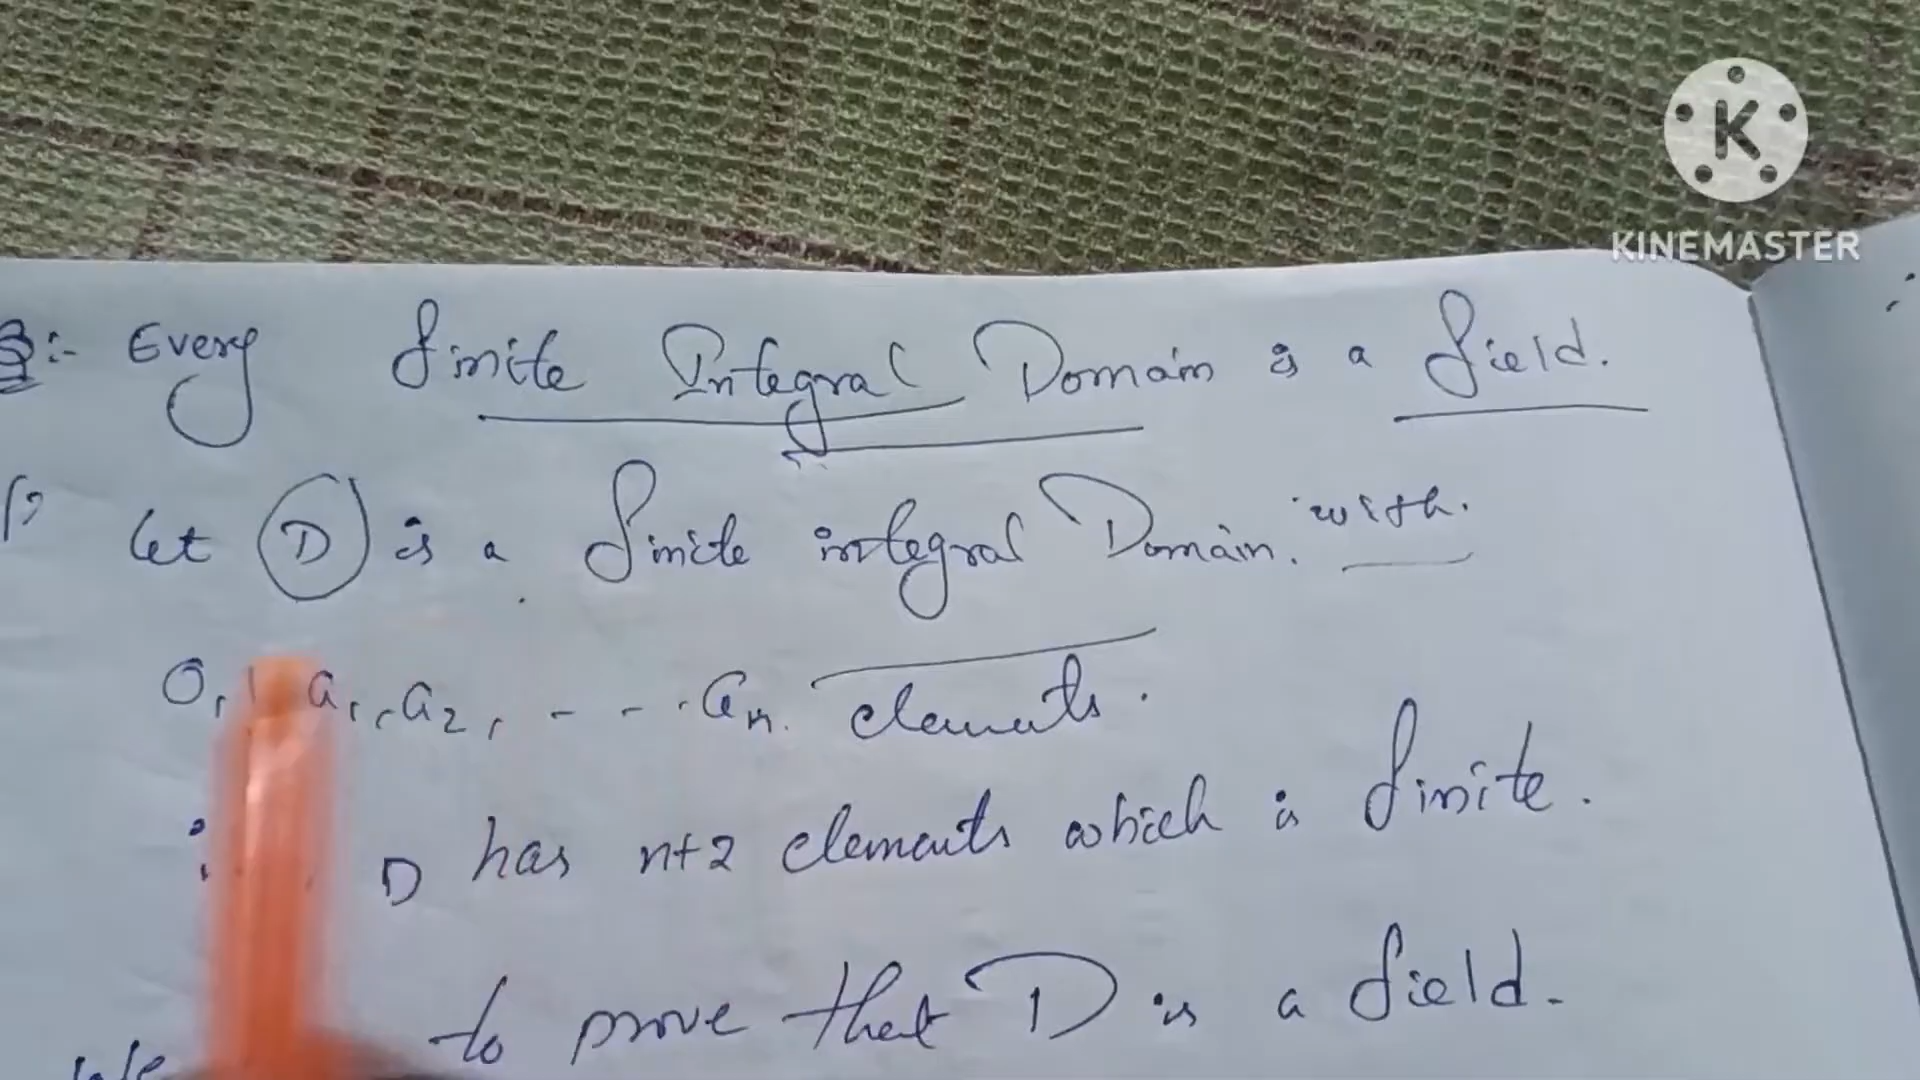 K
KINEMASTER
Q:- Every finite Integral Domain is a field.
Let D is a finite integral Domain. with.
0, 1 a1, a2, - - - . an. elements.
D has n+2 elements which is finite.
We to prove that D is a field.